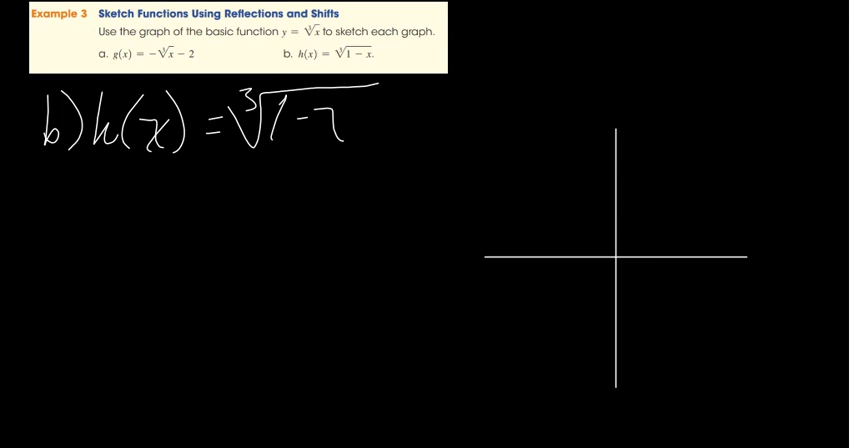 Example 3 Sketch Functions Using Reflections and Shifts
Use the graph of the basic function y = ∛x to sketch each graph.
a. g(x) = −∛x − 2 b. h(x) = ∛(1 − x).
b) h(x) = ∛(1 − x